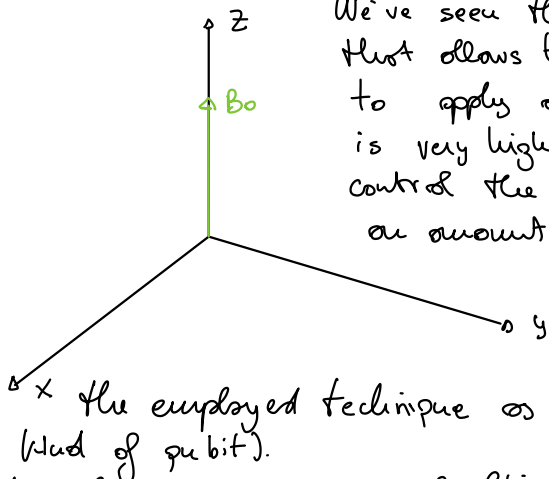 z
We've seen th
Bo
that allows t
to apply
is very high
control the
an amount
y
x
the employed technique as
kind of qubit).